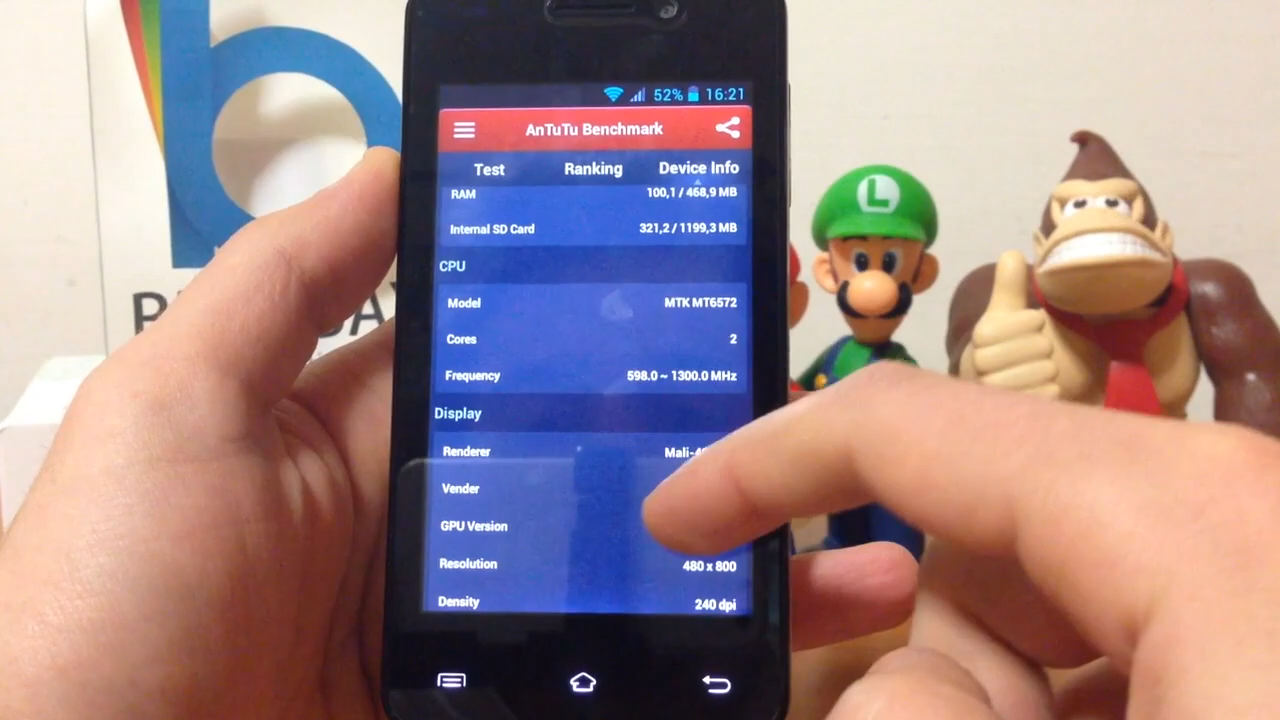 52% 16:21
AnTuTu Benchmark
Test Ranking Device Info
RAM 100,1 / 468,9 MB
Internal SD Card 321,2 / 1199,3 MB
CPU
Model MTK MT6572
Cores 2
Frequency 598.0 ~ 1300.0 MHz
Display
Renderer Mali-4
Vender
GPU Version
Resolution 480 x 800
Density 240 dpi
L
b